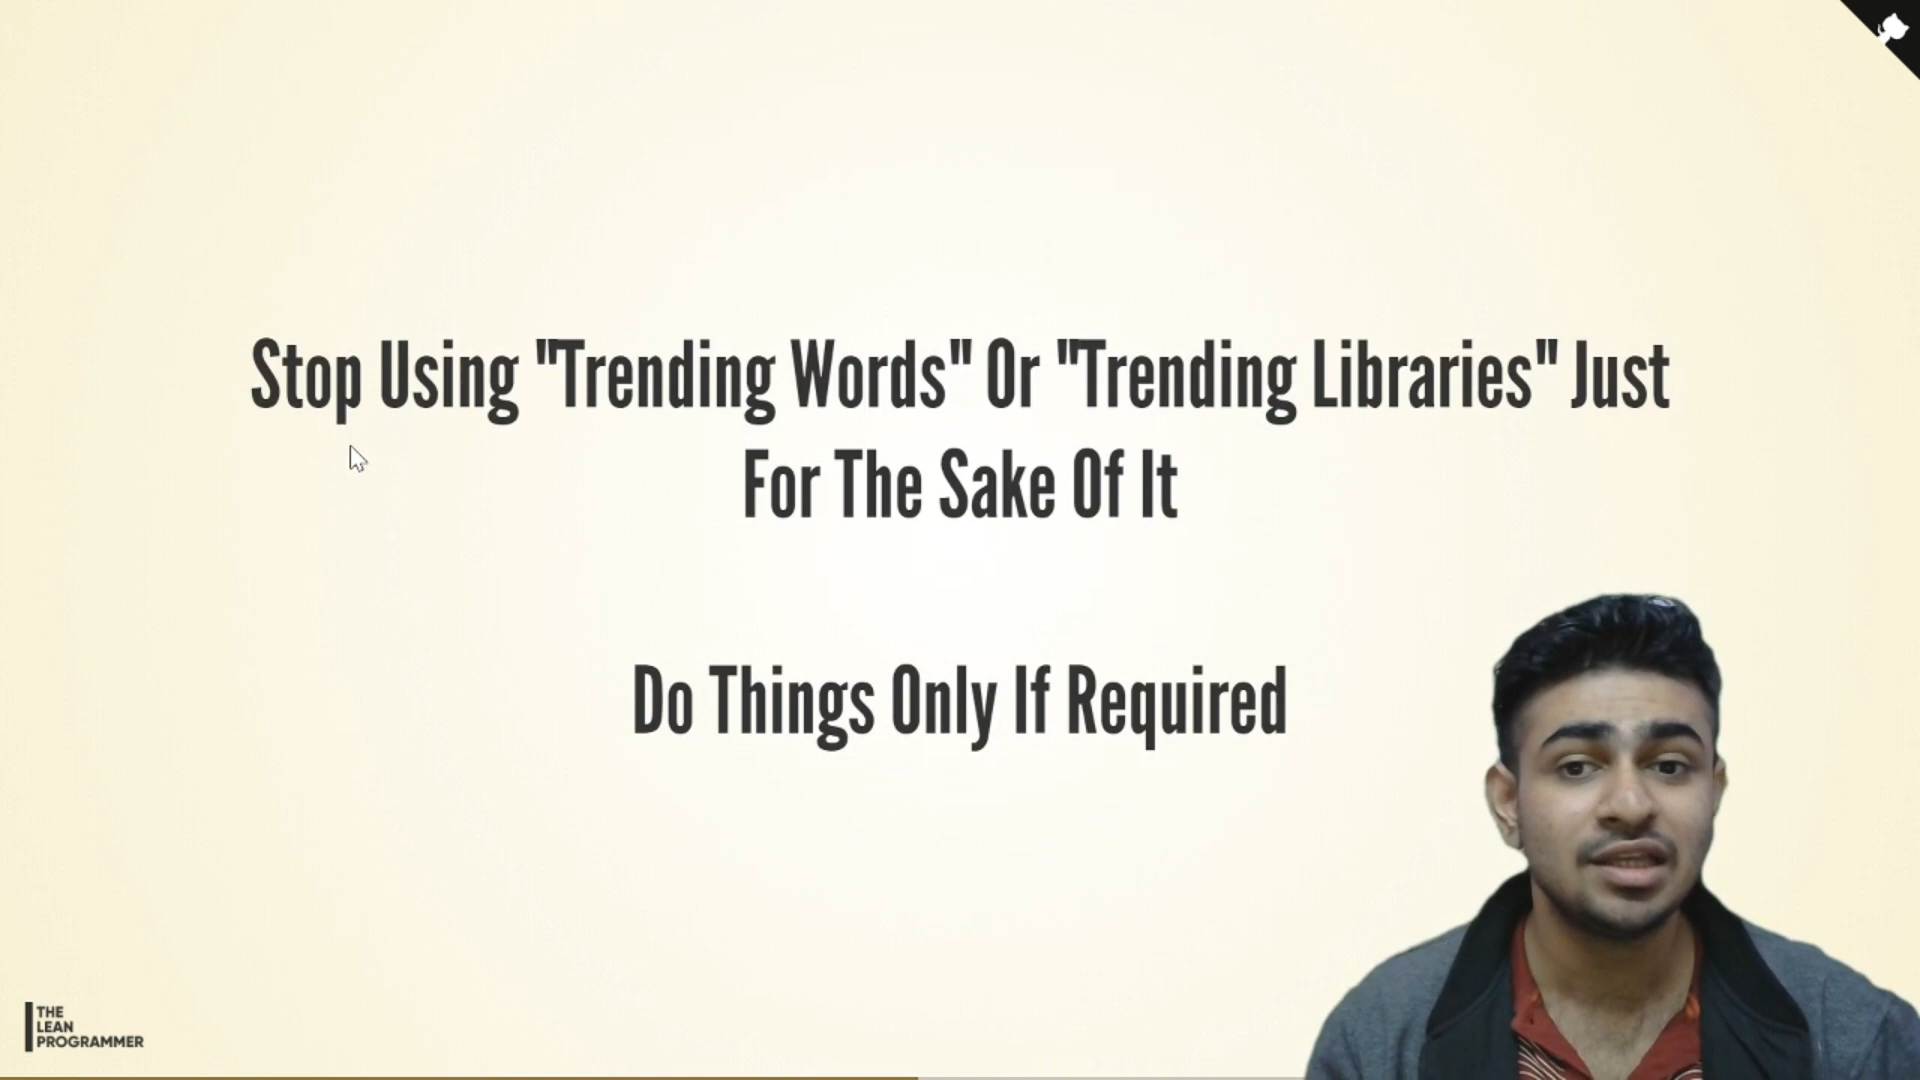 Stop Using "Trending Words" Or "Trending Libraries" Just
For The Sake Of It
Do Things Only If Required
THE
LEAN
PROGRAMMER